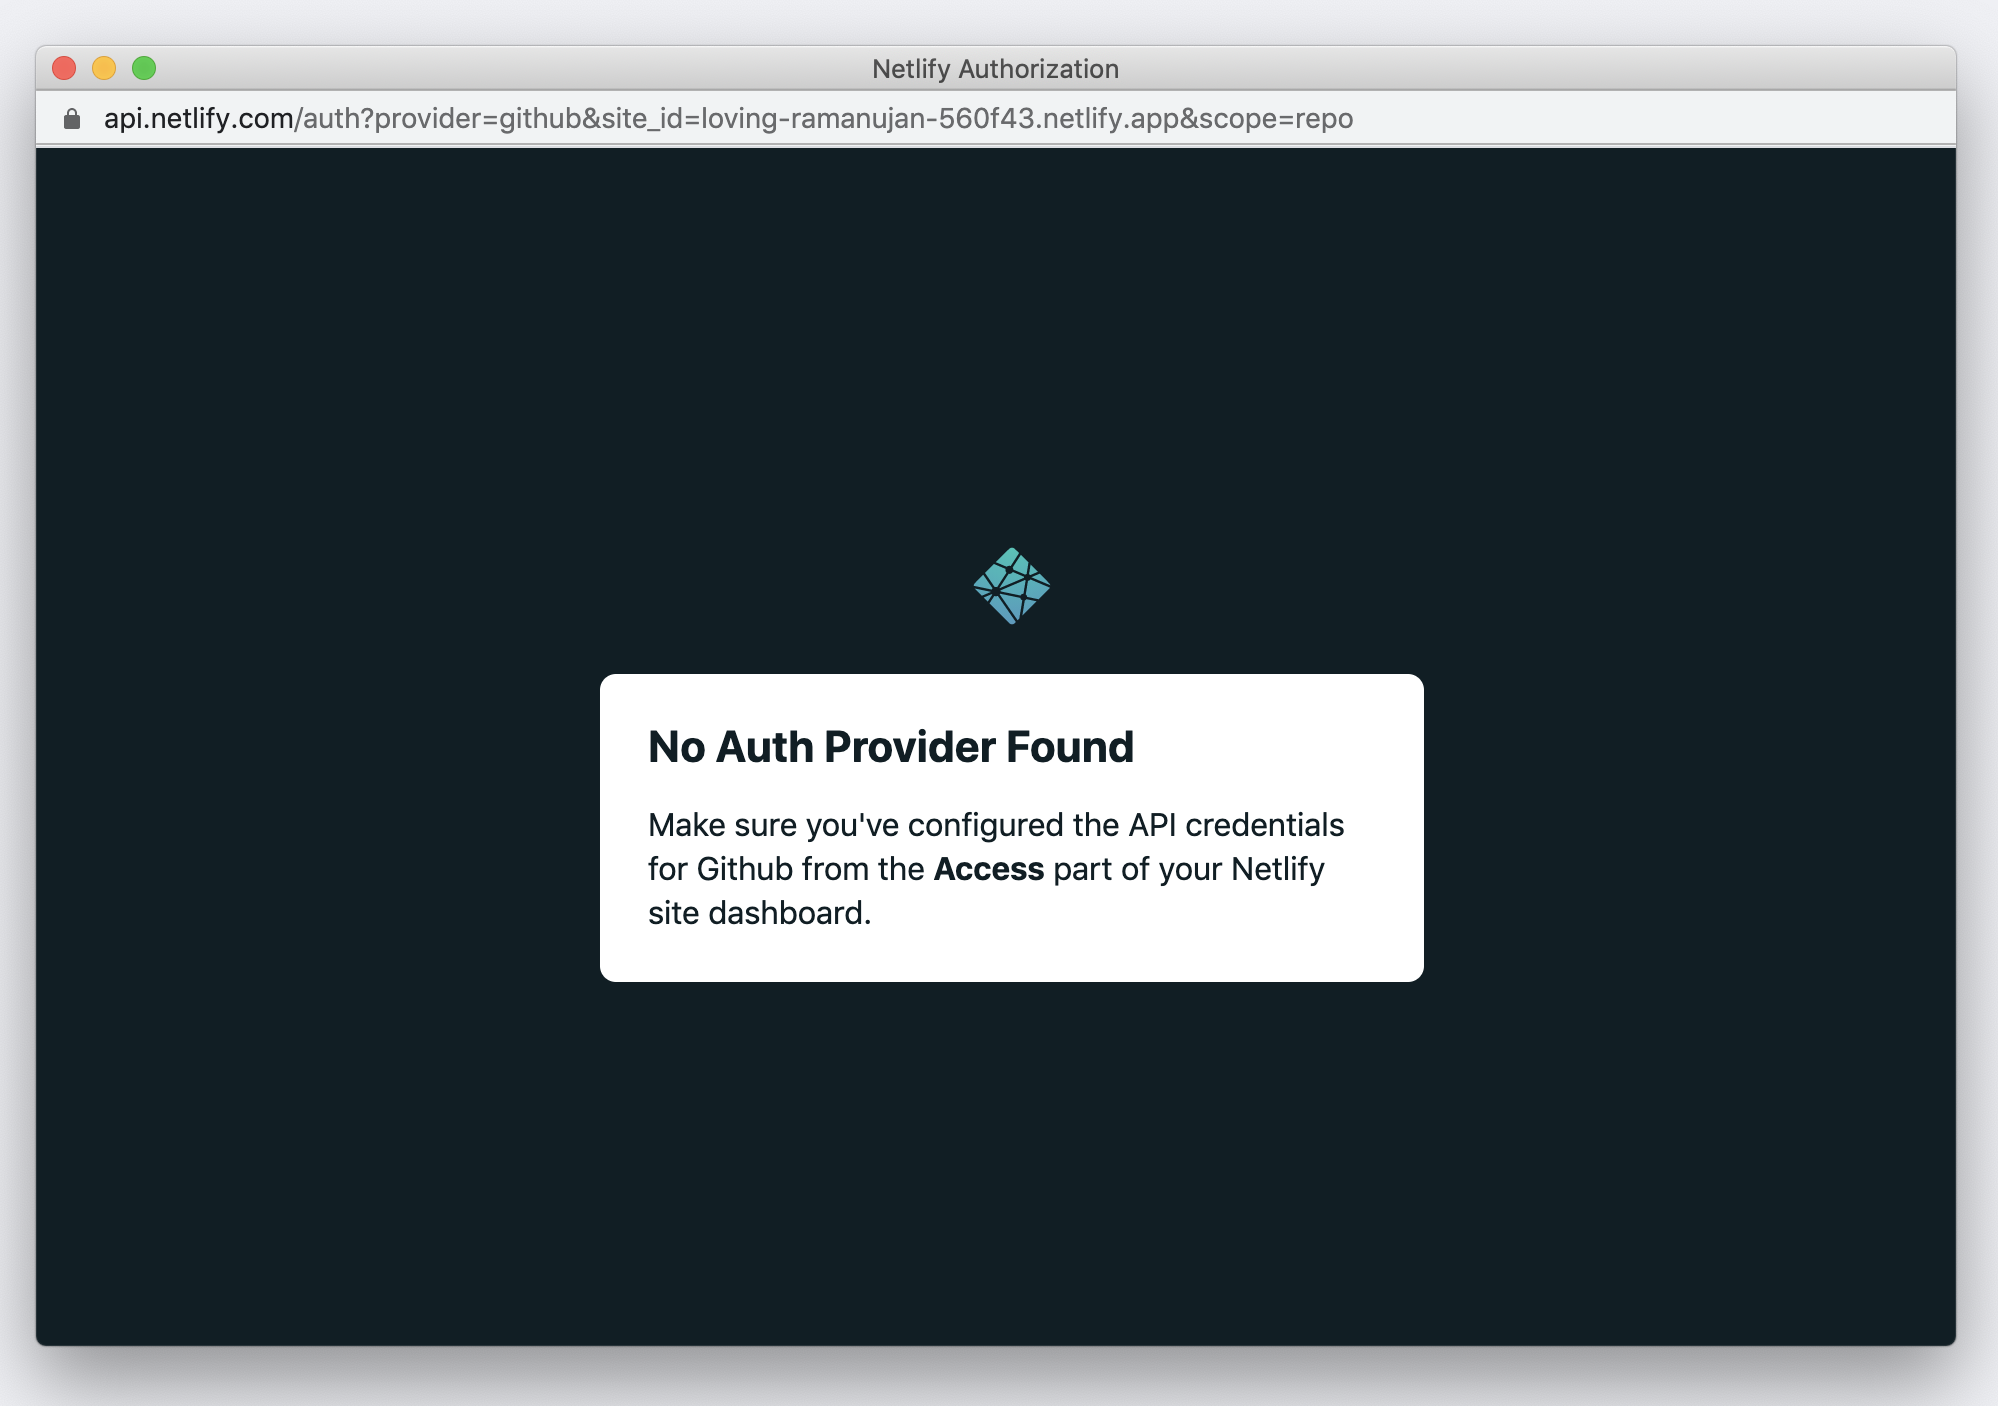 Netlify Authorization
api.netlify.com/auth?provider=github&site_id=loving-ramanujan-560f43.netlify.app&scope=repo
No Auth Provider Found
Make sure you've configured the API credentials
for Github from the Access part of your Netlify
site dashboard.